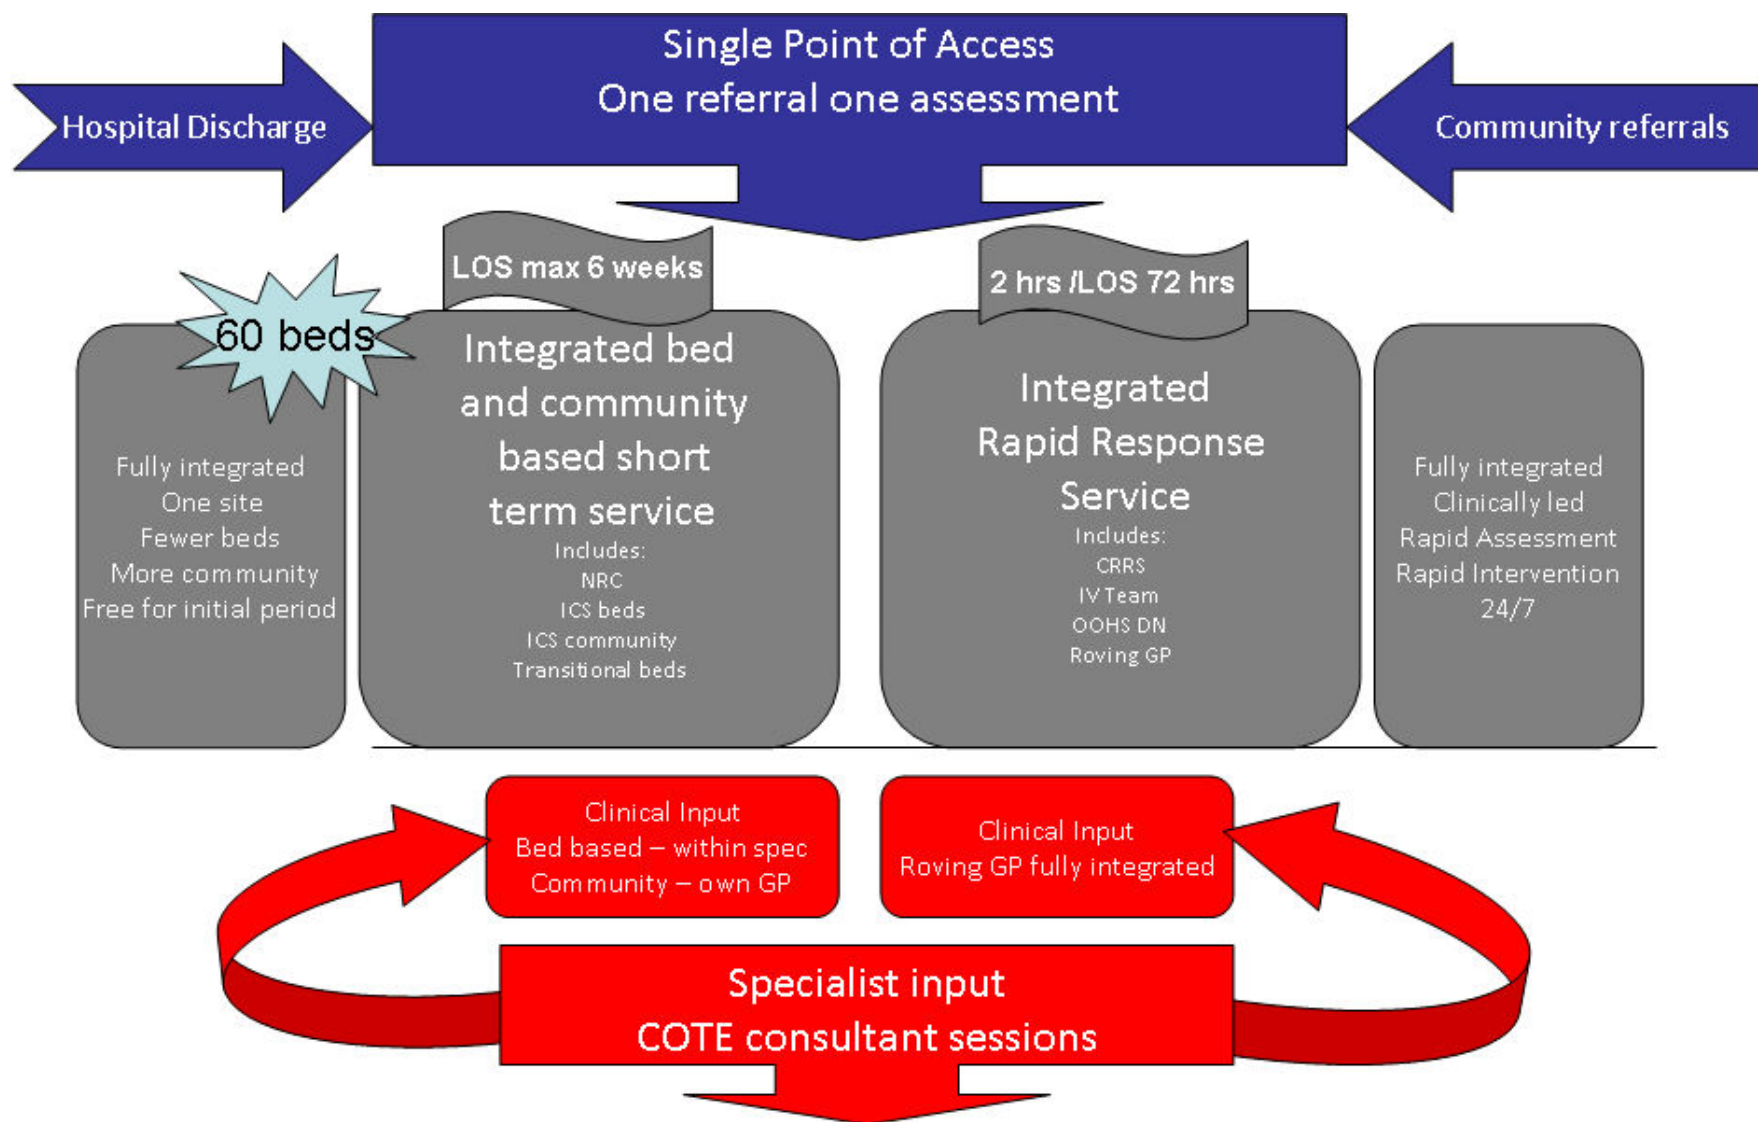 Single Point of Access
One referral one assessment
Hospital Discharge
Community referrals
LOS max 6 weeks
2 hrs /LOS 72 hrs
60 beds
Fully integrated
One site
Fewer beds
More community
Free for initial period
Integrated bed
and community
based short
term service
Includes:
NRC
ICS beds
ICS community
Transitional beds
Integrated
Rapid Response
Service
Includes:
CRRS
IV Team
OOHS DN
Roving GP
Fully integrated
Clinically led
Rapid Assessment
Rapid Intervention
24/7
Clinical Input
Bed based – within spec
Community – own GP
Clinical Input
Roving GP fully integrated
Specialist input
COTE consultant sessions